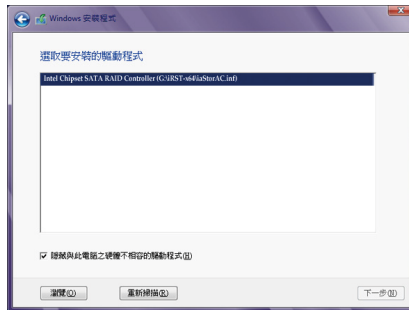 Windows 安裝程式
選取要安裝的驅動程式
Intel Chipset SATA RAID Controller (G:\iRST-x64\iaStorAC.inf)
隱藏與此電腦之硬體不相容的驅動程式(H)
瀏覽(O)
重新掃描(R)
下一步(N)